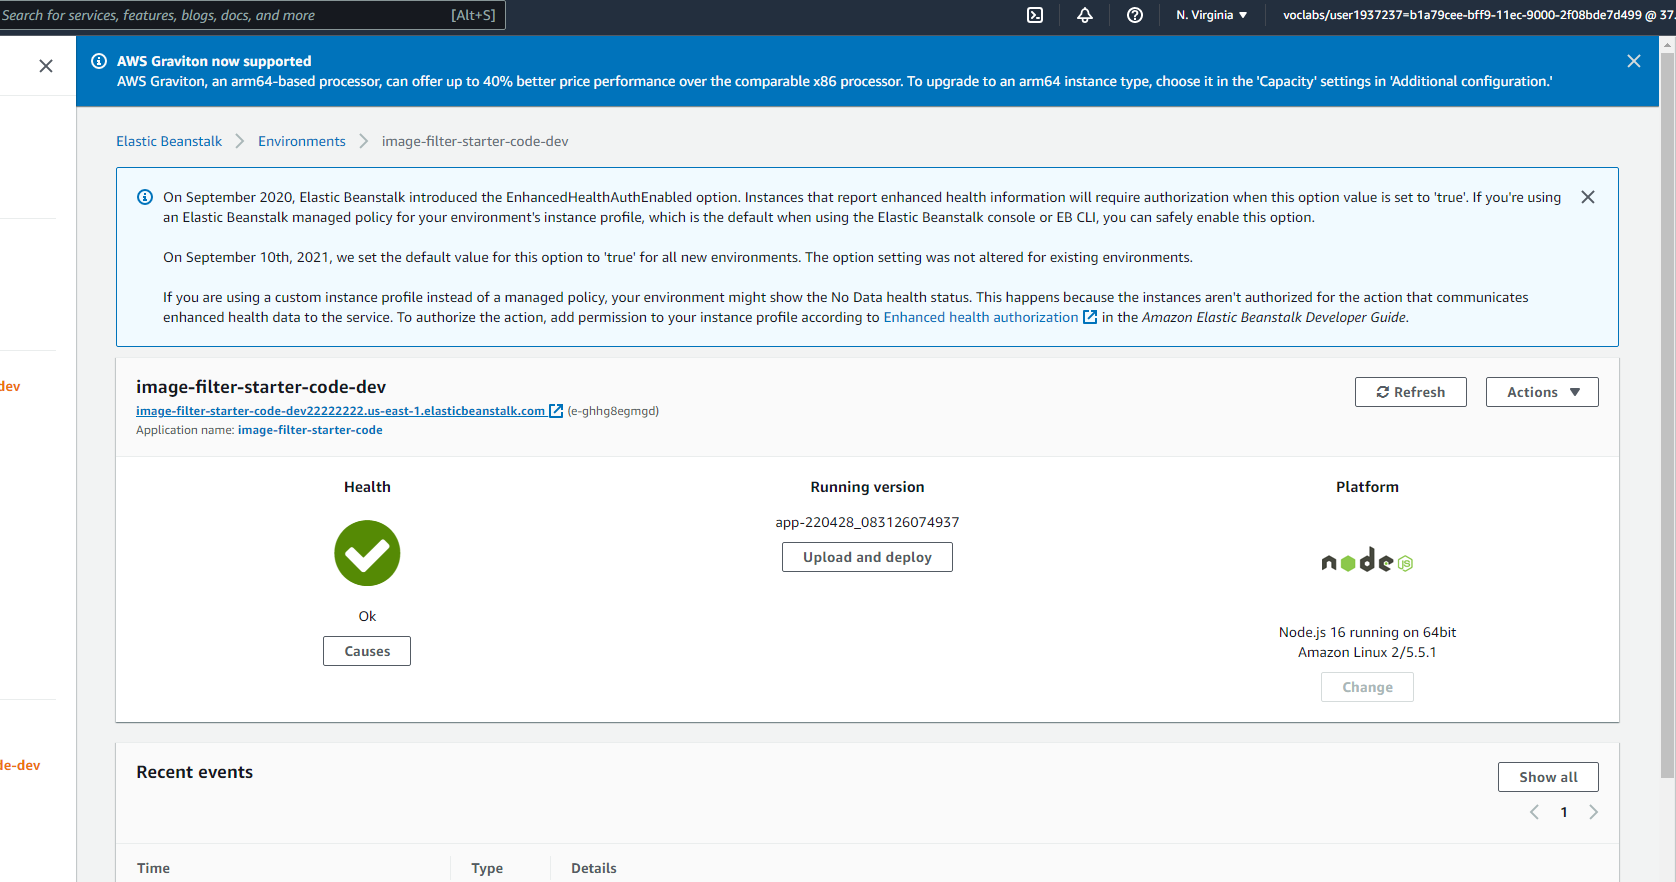 Search for services, features, blogs, docs, and more [Alt+S] N. Virginia ▼ voclabs/user1937237=b1a79cee-bff9-11ec-9000-2f08bde7d499 @ 37.
AWS Graviton now supported
AWS Graviton, an arm64-based processor, can offer up to 40% better price performance over the comparable x86 processor. To upgrade to an arm64 instance type, choose it in the 'Capacity' settings in 'Additional configuration.'
Elastic Beanstalk > Environments > image-filter-starter-code-dev
On September 2020, Elastic Beanstalk introduced the EnhancedHealthAuthEnabled option. Instances that report enhanced health information will require authorization when this option value is set to 'true'. If you're using
an Elastic Beanstalk managed policy for your environment's instance profile, which is the default when using the Elastic Beanstalk console or EB CLI, you can safely enable this option.
On September 10th, 2021, we set the default value for this option to 'true' for all new environments. The option setting was not altered for existing environments.
If you are using a custom instance profile instead of a managed policy, your environment might show the No Data health status. This happens because the instances aren't authorized for the action that communicates
enhanced health data to the service. To authorize the action, add permission to your instance profile according to Enhanced health authorization in the Amazon Elastic Beanstalk Developer Guide.
dev
image-filter-starter-code-dev
Refresh
Actions ▼
image-filter-starter-code-dev22222222.us-east-1.elasticbeanstalk.com (e-ghhg8egmgd)
Application name: image-filter-starter-code
Health
Ok
Causes
Running version
app-220428_083126074937
Upload and deploy
Platform
node JS
Node.js 16 running on 64bit
Amazon Linux 2/5.5.1
Change
de-dev
Recent events
Show all
< 1 >
Time Type Details